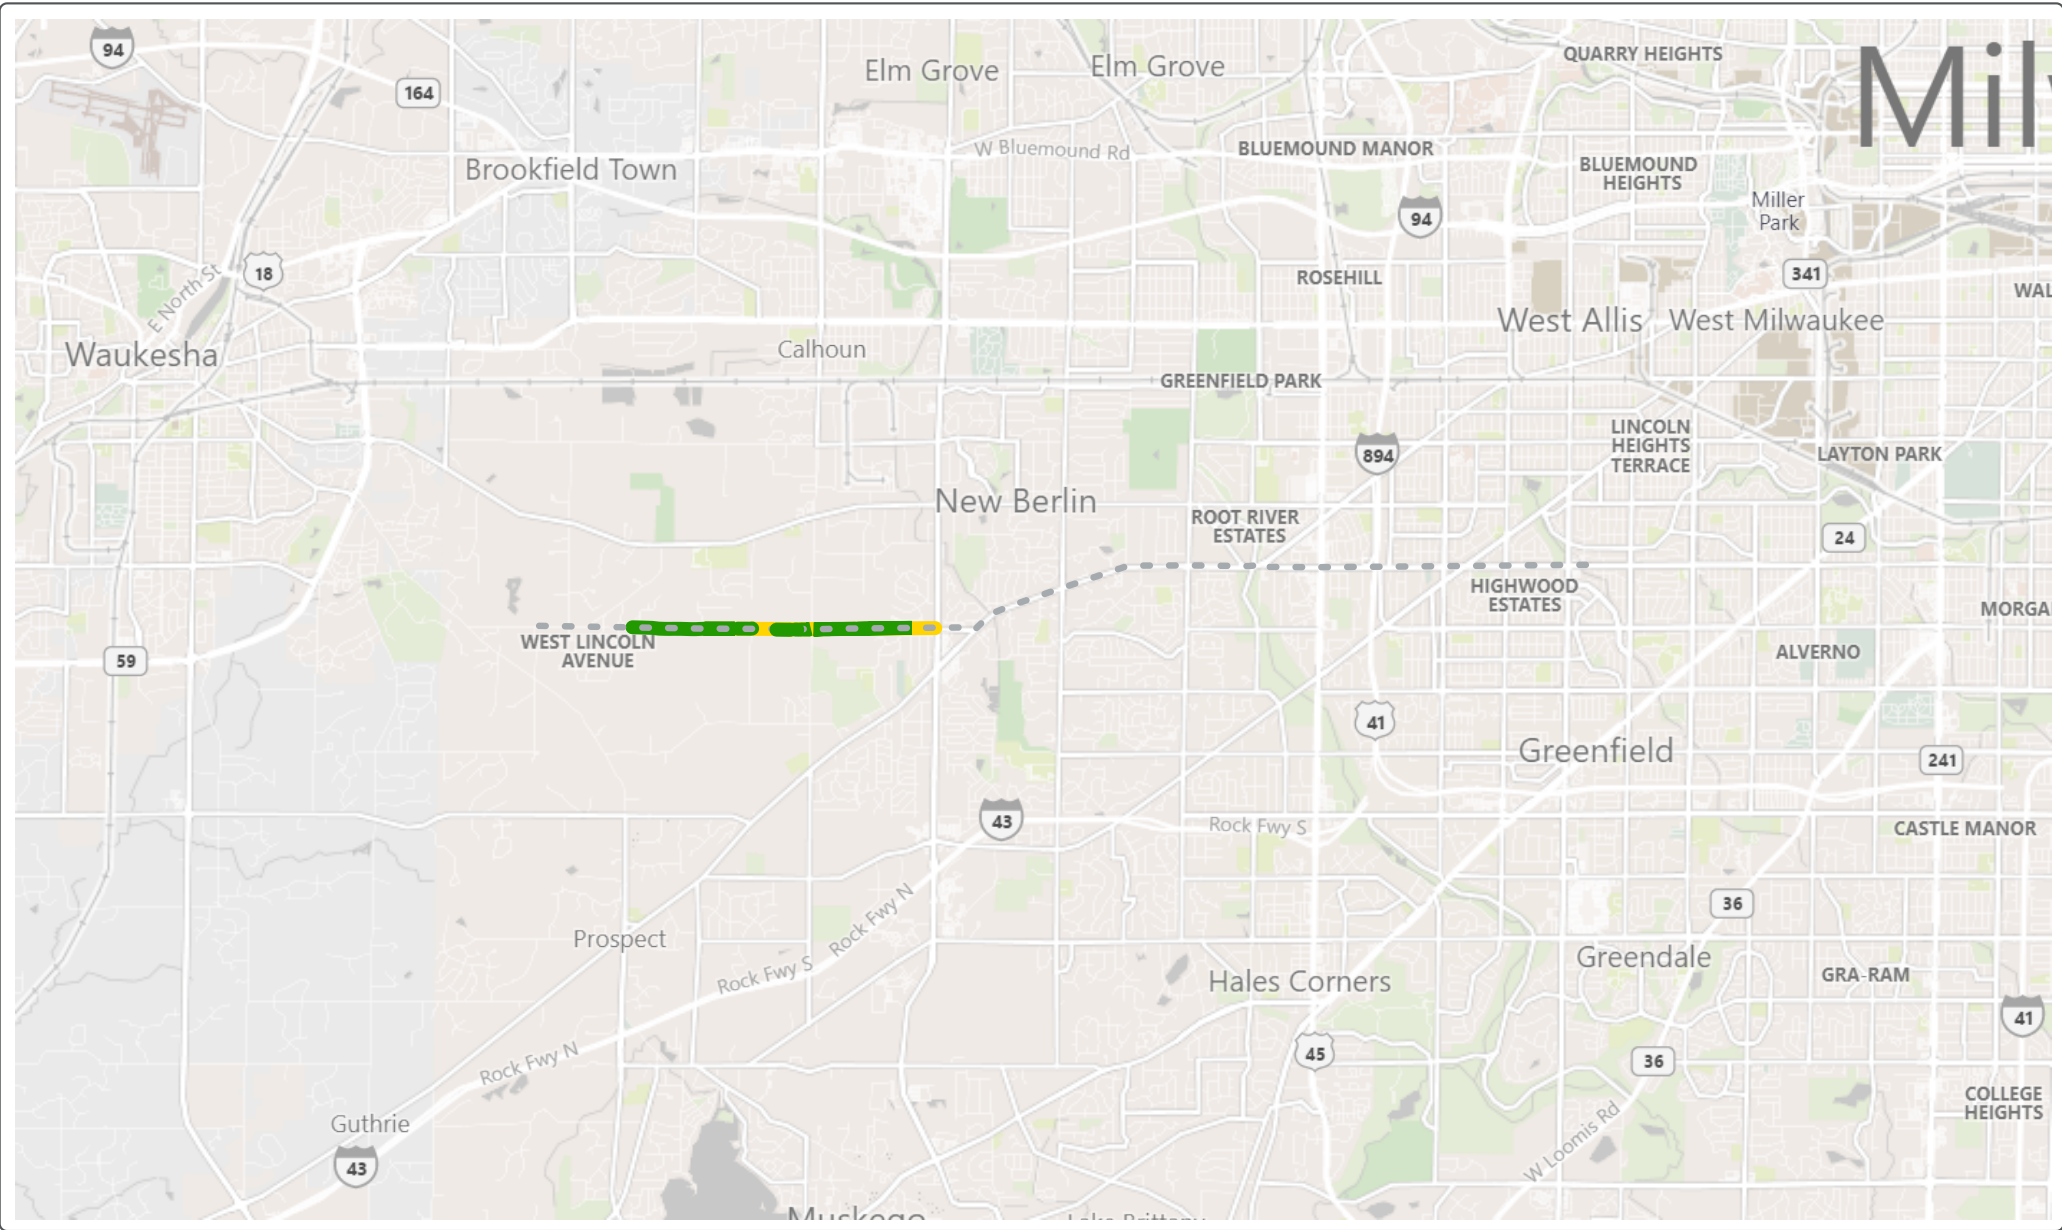 94
164
Elm Grove
Elm Grove
QUARRY HEIGHTS
Brookfield Town
W Bluemound Rd
BLUEMOUND MANOR
BLUEMOUND
HEIGHTS
Miller
Park
94
18
E North St
ROSEHILL
341
Waukesha
Calhoun
West Allis
West Milwaukee
GREENFIELD PARK
LINCOLN
HEIGHTS
TERRACE
LAYTON PARK
894
New Berlin
ROOT RIVER
ESTATES
24
HIGHWOOD
ESTATES
WEST LINCOLN
AVENUE
59
ALVERNO
41
Greenfield
241
43
Rock Fwy S
CASTLE MANOR
36
Rock Fwy N
Prospect
Rock Fwy S
Greendale
GRA-RAM
Hales Corners
41
45
36
Rock Fwy N
COLLEGE
HEIGHTS
Guthrie
43
W Loomis Rd
Muskego